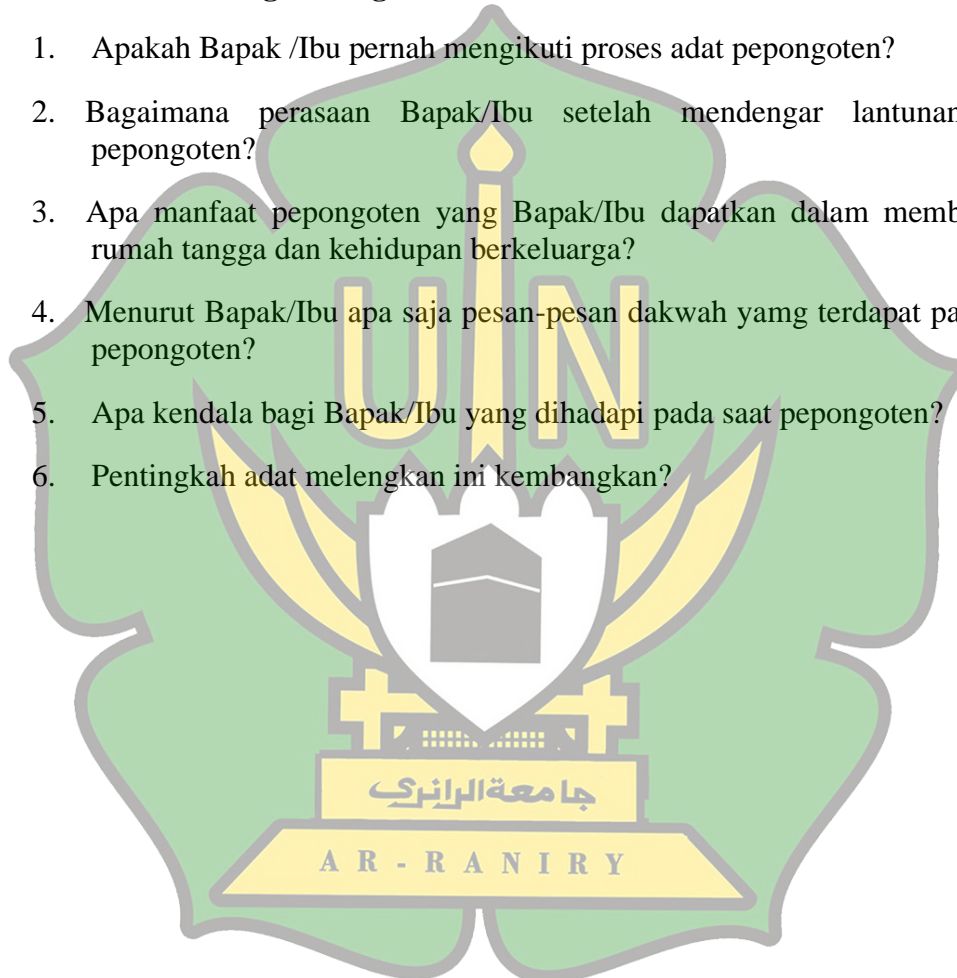 1. Apakah Bapak /Ibu pernah mengikuti proses adat pepongoten?
2. Bagaimana perasaan Bapak/Ibu setelah mendengar lantunan
pepongoten?
3. Apa manfaat pepongoten yang Bapak/Ibu dapatkan dalam memb
rumah tangga dan kehidupan berkeluarga?
4. Menurut Bapak/Ibu apa saja pesan-pesan dakwah yamg terdapat pa
pepongoten?
5. Apa kendala bagi Bapak/Ibu yang dihadapi pada saat pepongoten?
6. Pentingkah adat melengkan ini kembangkan?
UIN
جامعة الرانري
AR - RANIRY